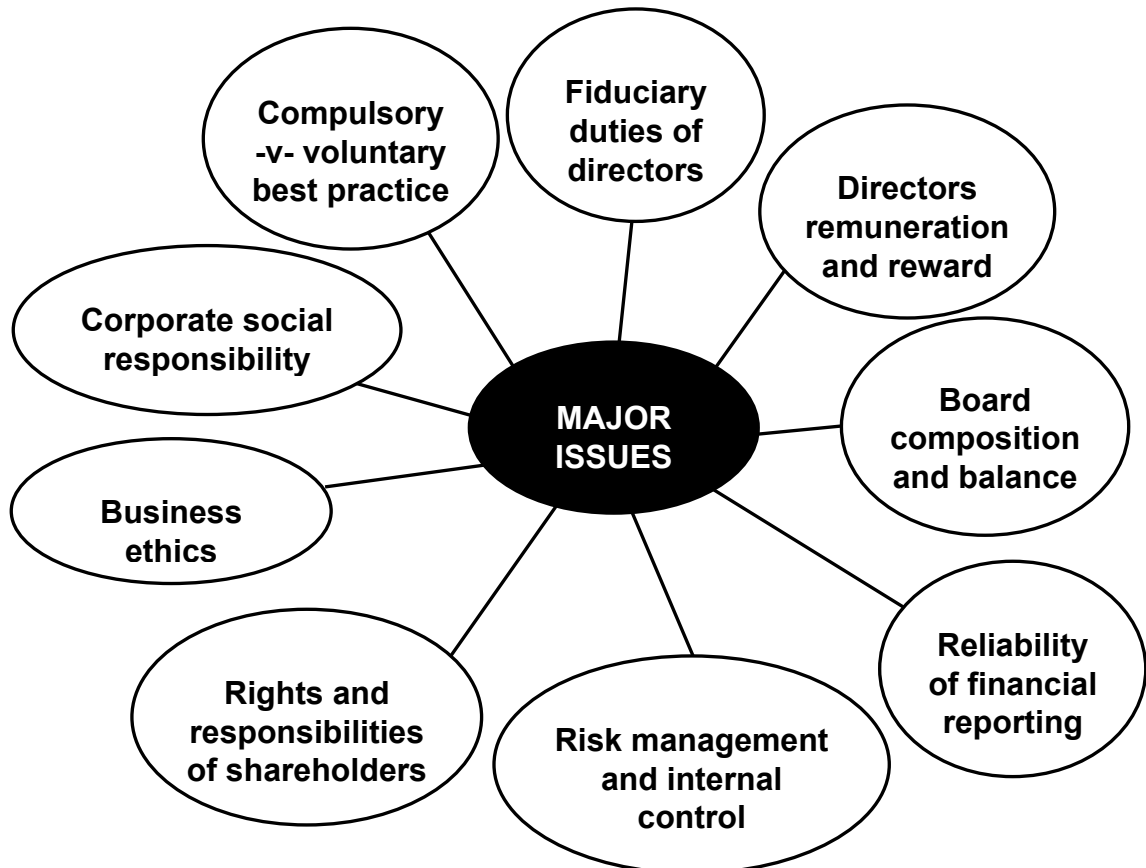 Compulsory
-v- voluntary
best practice
Fiduciary
duties of
directors
Directors
remuneration
and reward
Corporate social
responsibility
MAJOR
ISSUES
Board
composition
and balance
Business
ethics
Reliability
of financial
reporting
Rights and
responsibilities
of shareholders
Risk management
and internal
control